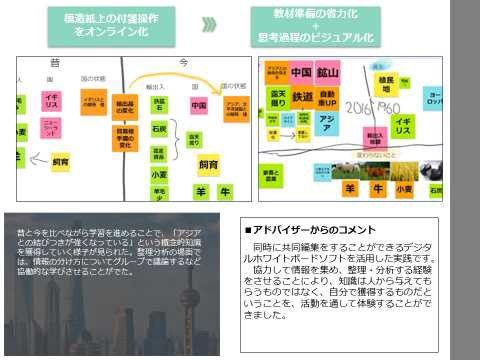 模造紙上の付箋操作
をオンライン化
教材準備の省力化
+
思考過程のビジュアル化
昔
今
人
国
国の状態
輸出入
国
国の状態
イギ
リス
ニュー
ジーラ
ンド
飼育
小麦
羊
輸出品
の変化
貿易相
手国の
変化
鉄鉱
石
石炭
小麦
羊毛
少
露天
掘り
中国
飼育
羊
牛
中国
鉱山
露天
掘り
鉄道
自動
車UP
アジ
ア
2016
1960
植民
地
ヨー
ロッパ
イギ
リス
輸出入
総額
変わらないこと
家畜と
農業
羊
牛
小麦
石炭
昔と今を比べながら学習を進めることで、「アジア
との結びつきが強くなっている」という概念的知識
を獲得していく様子が見られた。整理分析の場面で
は、情報の分け方についてグループで議論するなど
協働的な学びさせることがでた。
■アドバイザーからのコメント
同時に共同編集をすることができるデジタ
ルホワイトボードソフトを活用した実践です。
協力して情報を集め、整理・分析する経験
をさせることにより、知識は人から与えても
らうものではなく、自分で獲得するものだと
いうことを、活動を通して体験することがで
きました。